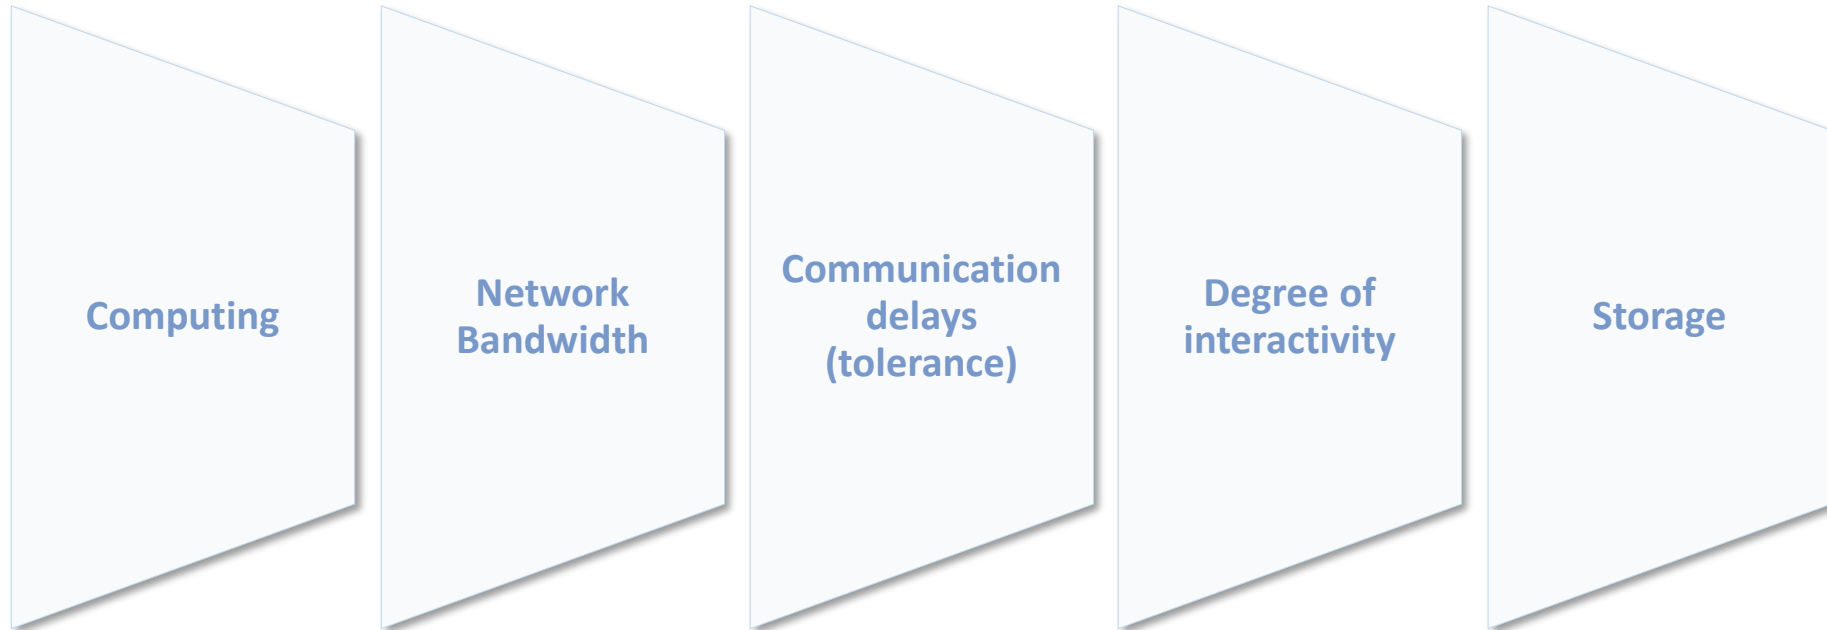 Computing
Network
Bandwidth
Communication
delays
(tolerance)
Degree of
interactivity
Storage